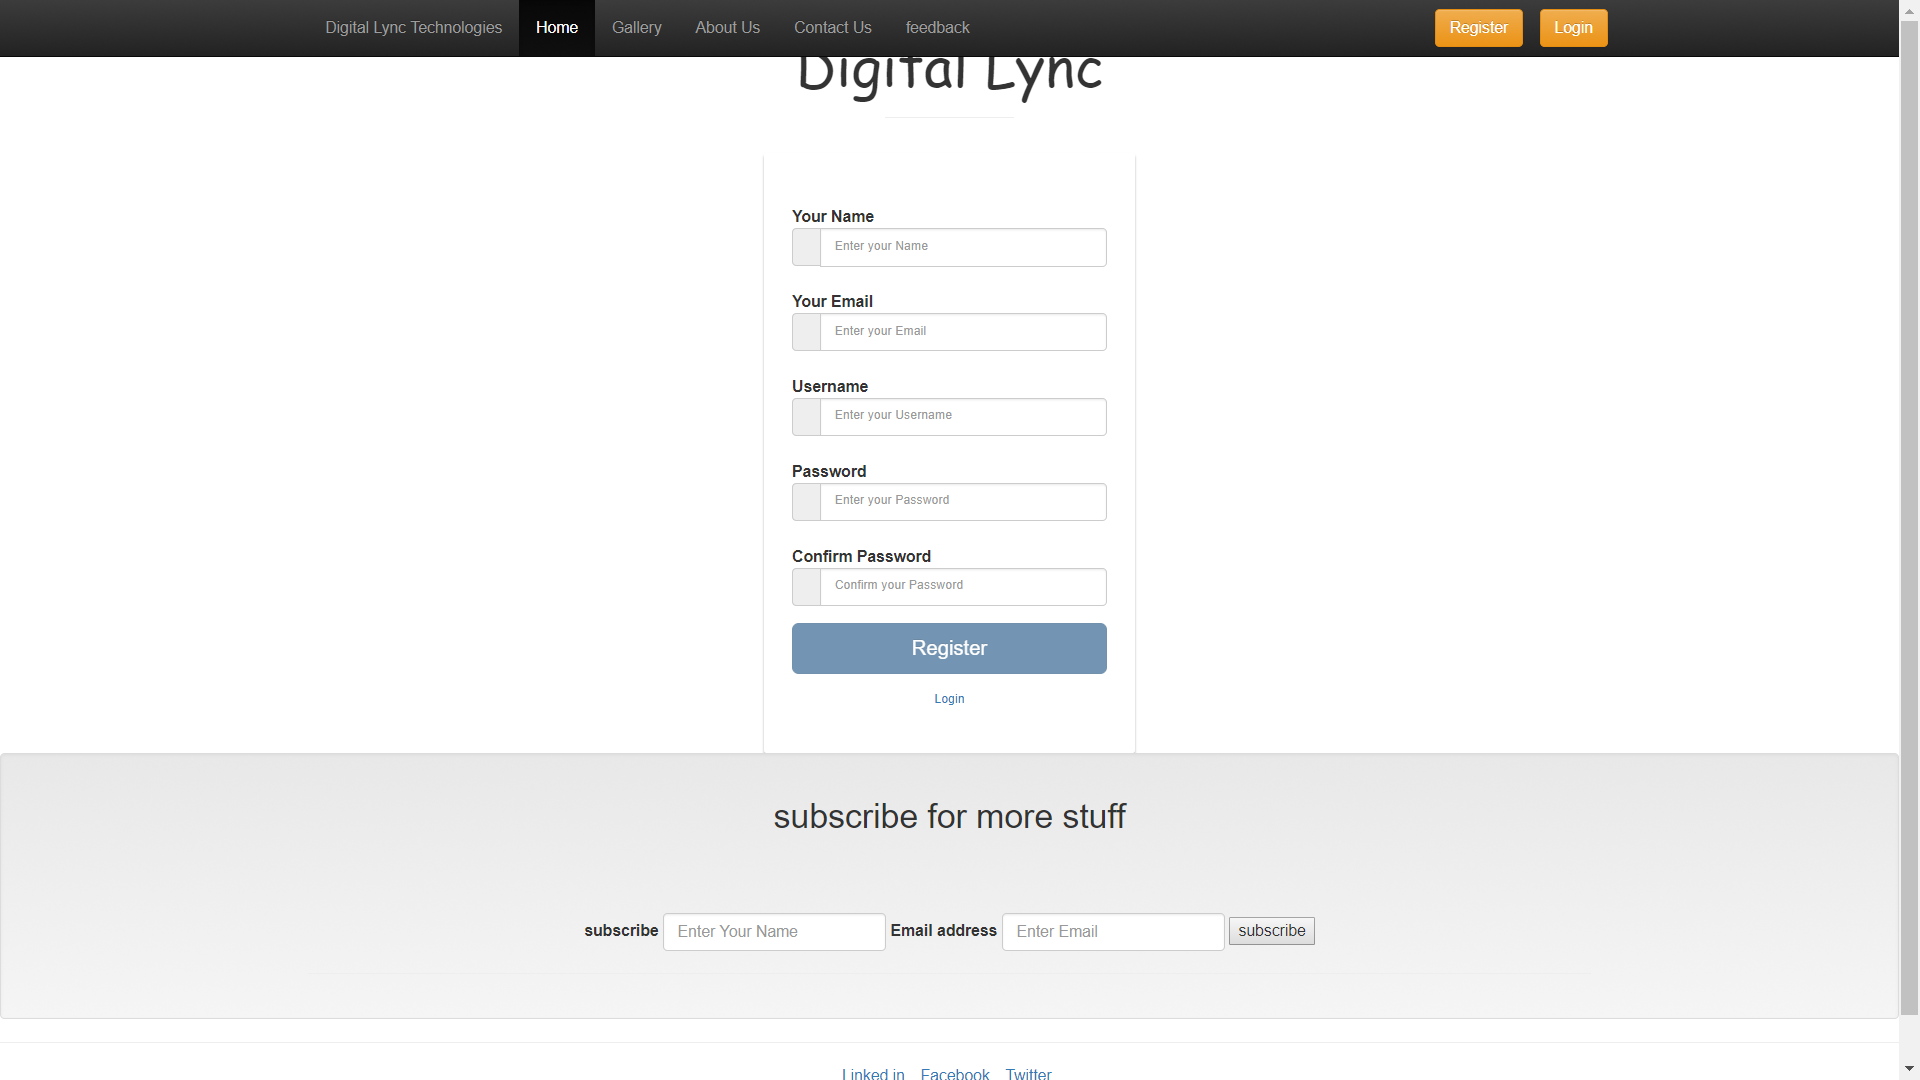 Digital Lync Technologies Home Gallery About Us Contact Us feedback Register Login
Digital Lync
Your Name
Enter your Name
Your Email
Enter your Email
Username
Enter your Username
Password
Enter your Password
Confirm Password
Confirm your Password
Register
Login
subscribe for more stuff
subscribe Enter Your Name Email address Enter Email subscribe
Linked in Facebook Twitter